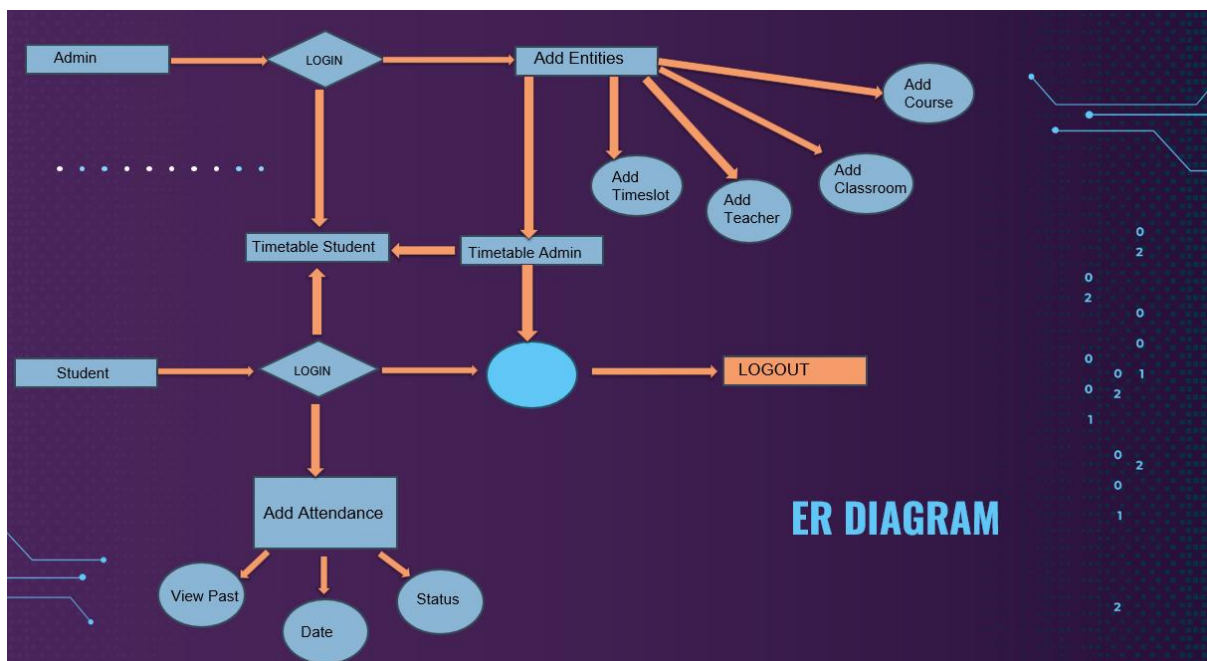 Admin
LOGIN
Add Entities
Add
Course
Add
Timeslot
Add
Teacher
Add
Classroom
Timetable Student
Timetable Admin
Student
LOGIN
LOGOUT
Add Attendance
View Past
Date
Status
ER DIAGRAM
0
2
0
2
0
0
0
0 1
0 2
1
0
2
0
1
2